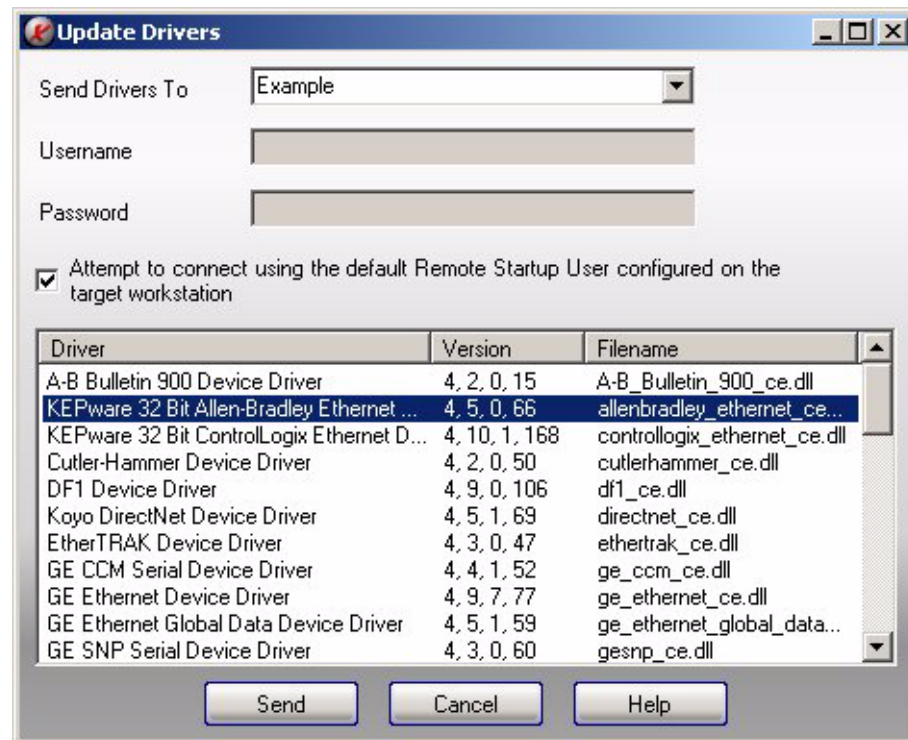 Update Drivers
Send Drivers To Example
Username
Password
Attempt to connect using the default Remote Startup User configured on the
target workstation
Driver Version Filename
A-B Bulletin 900 Device Driver 4, 2, 0, 15 A-B_Bulletin_900_ce.dll
KEPware 32 Bit Allen-Bradley Ethernet ... 4, 5, 0, 66 allenbradley_ethernet_ce...
KEPware 32 Bit ControlLogix Ethernet D... 4, 10, 1, 168 controllogix_ethernet_ce.dll
Cutler-Hammer Device Driver 4, 2, 0, 50 cutlerhammer_ce.dll
DF1 Device Driver 4, 9, 0, 106 df1_ce.dll
Koyo DirectNet Device Driver 4, 5, 1, 69 directnet_ce.dll
EtherTRAK Device Driver 4, 3, 0, 47 ethertrak_ce.dll
GE CCM Serial Device Driver 4, 4, 1, 52 ge_ccm_ce.dll
GE Ethernet Device Driver 4, 9, 7, 77 ge_ethernet_ce.dll
GE Ethernet Global Data Device Driver 4, 5, 1, 59 ge_ethernet_global_data...
GE SNP Serial Device Driver 4, 3, 0, 60 gesnp_ce.dll
Send Cancel Help